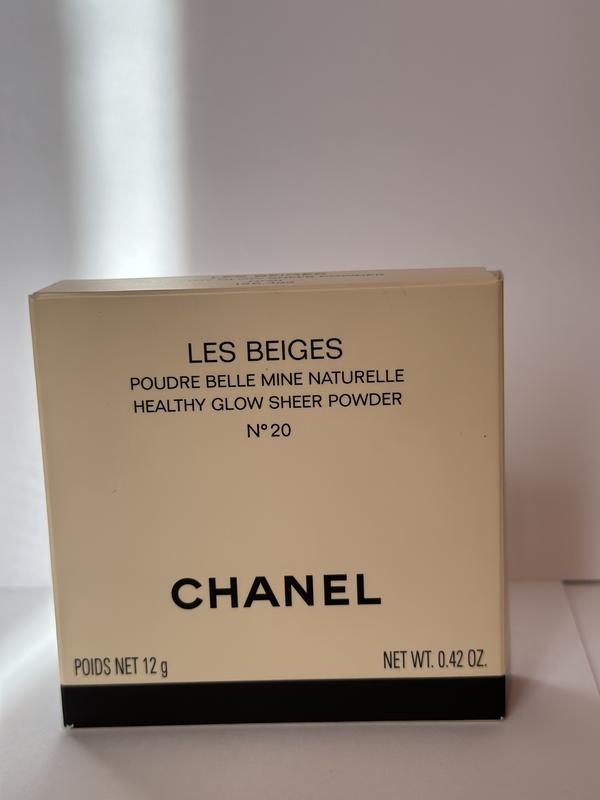 LES BEIGES
POUDRE BELLE MINE NATURELLE
HEALTHY GLOW SHEER POWDER
N° 20
CHANEL
POIDS NET 12 g
NET WT. 0.42 OZ.